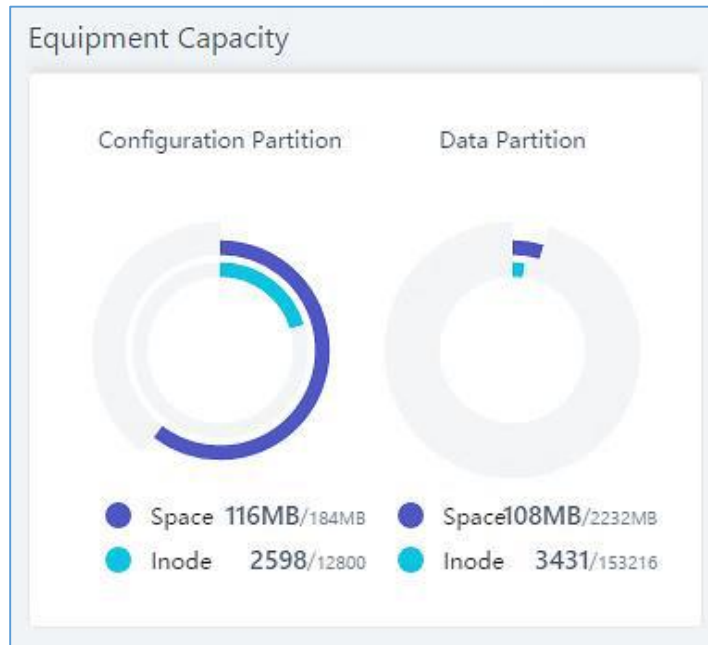 Equipment Capacity
Configuration Partition
Data Partition
Space 116MB/184MB
Inode 2598/12800
Space108MB/2232MB
Inode 3431/153216